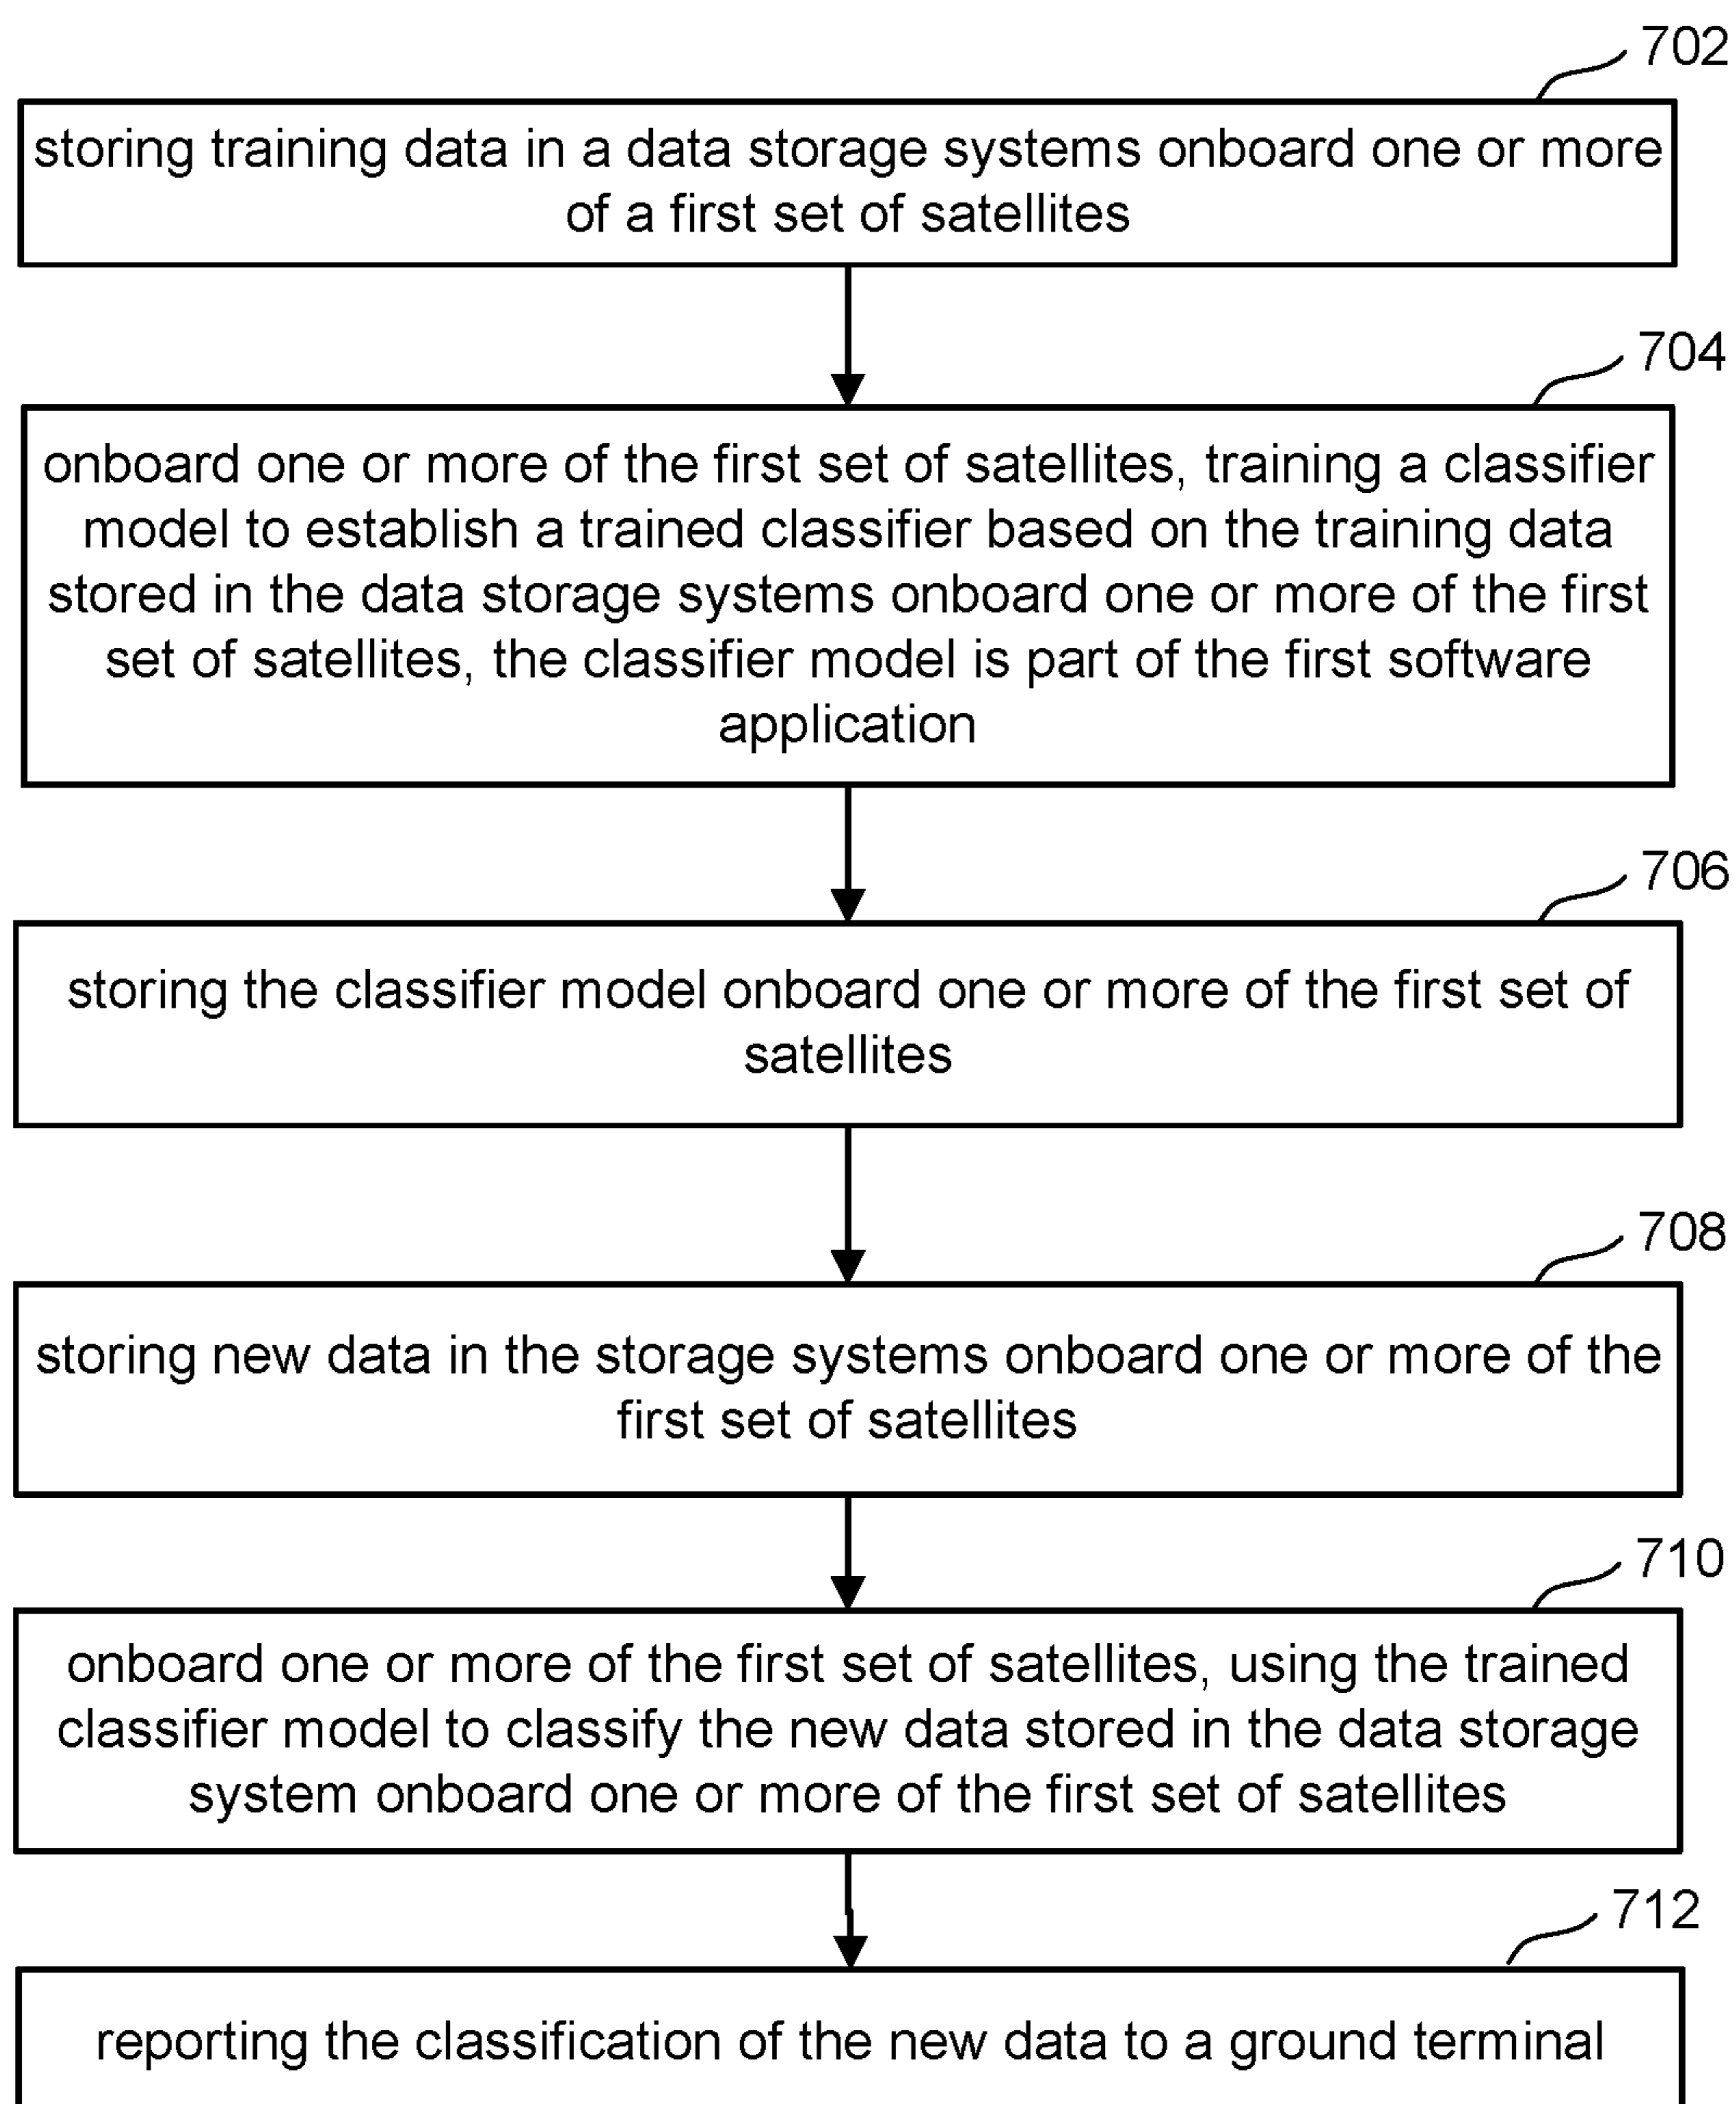 702
storing training data in a data storage systems onboard one or more
of a first set of satellites
704
onboard one or more of the first set of satellites, training a classifier
model to establish a trained classifier based on the training data
stored in the data storage systems onboard one or more of the first
set of satellites, the classifier model is part of the first software
application
706
storing the classifier model onboard one or more of the first set of
satellites
708
storing new data in the storage systems onboard one or more of the
first set of satellites
710
onboard one or more of the first set of satellites, using the trained
classifier model to classify the new data stored in the data storage
system onboard one or more of the first set of satellites
712
reporting the classification of the new data to a ground terminal